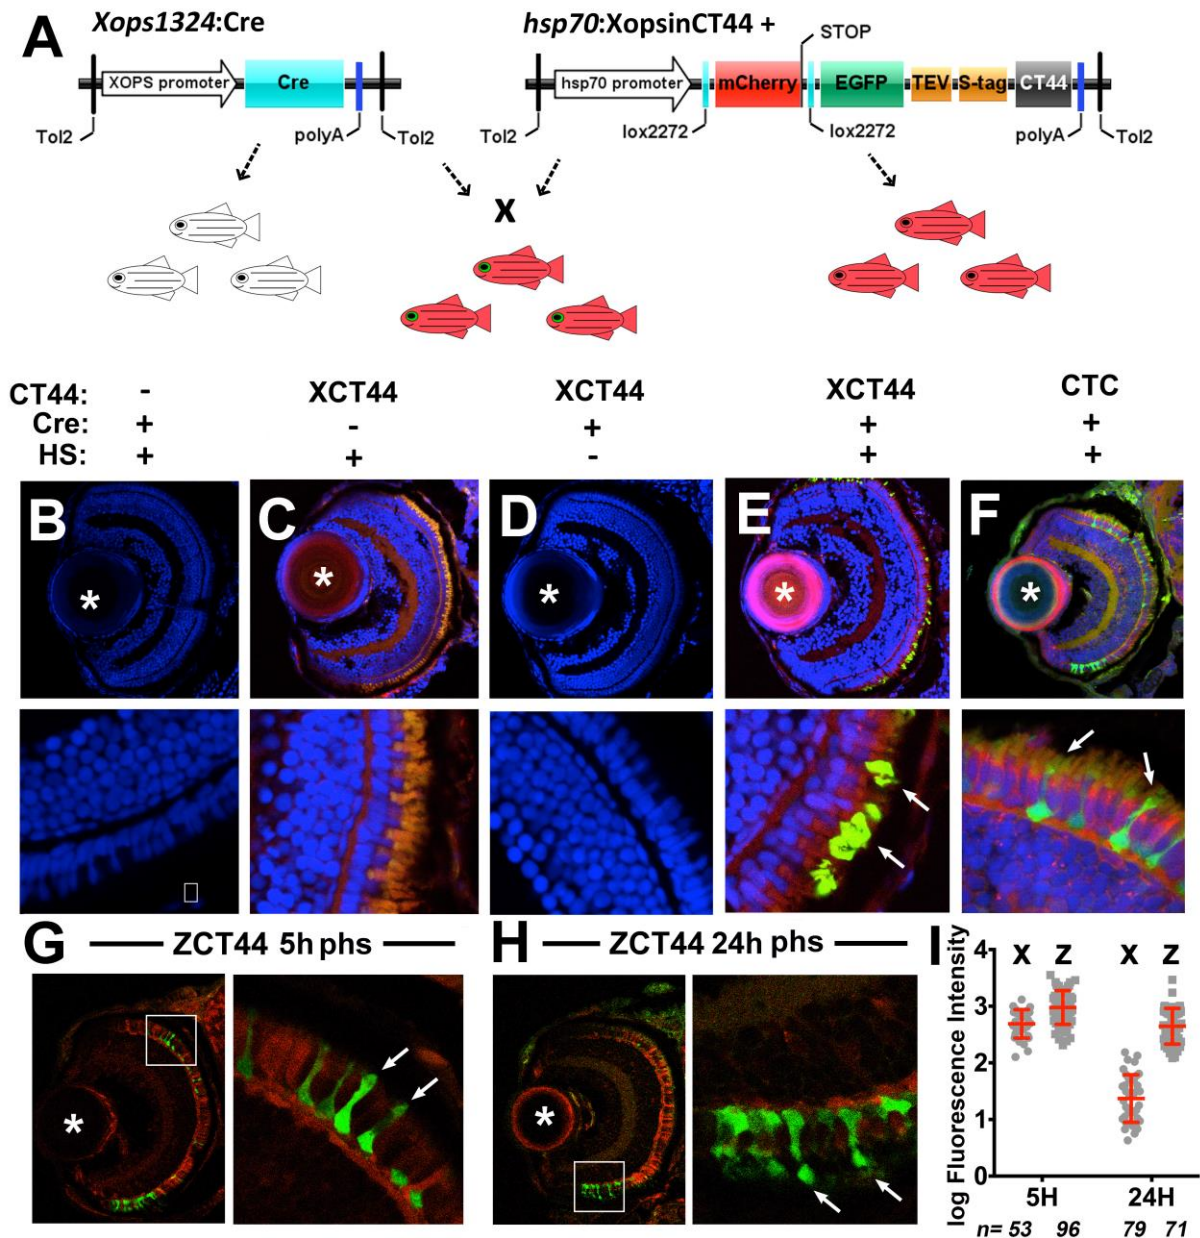 A
Xops1324:Cre
hsp70:XopsinCT44 +
STOP
XOPS promoter
Cre
hsp70 promoter
mCherry
EGFP
TEV
S-tag
CT44
Tol2
polyA
Tol2
Tol2
lox2272
lox2272
polyA
Tol2
X
CT44: - XCT44 XCT44 XCT44 CTC
Cre: + - + + +
HS: + + - + +
B
C
D
E
F
*
*
*
*
*
G
ZCT44 5h phs
H
ZCT44 24h phs
I
*
*
log Fluorescence Intensity
X Z X Z
4
3
2
1
0
5H 24H
n= 53 96 79 71